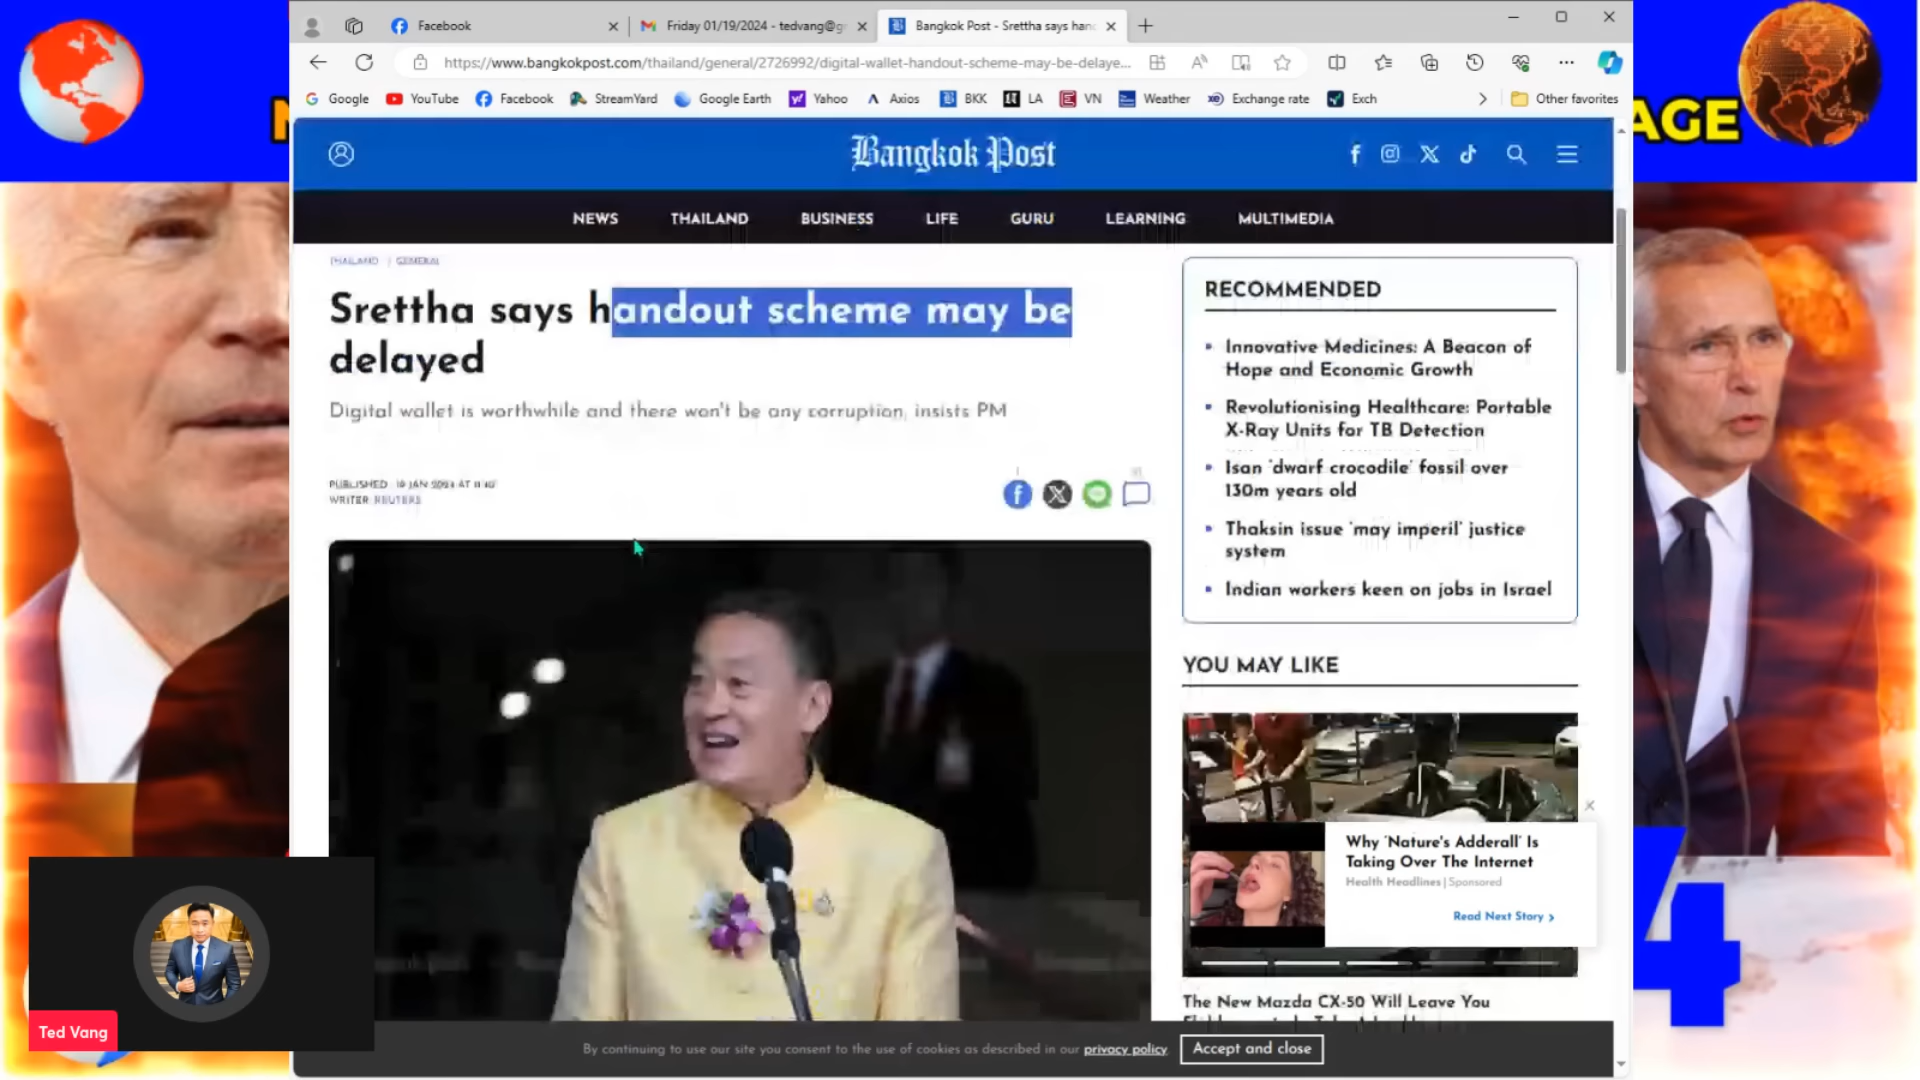 Facebook
Friday 01/19/2024 - tedvang@g
Bangkok Post - Srettha says han
https://www.bangkokpost.com/thailand/general/2726992/digital-wallet-handout-scheme-may-be-delaye...
Google
YouTube
Facebook
StreamYard
Google Earth
Yahoo
Axios
BKK
LA
VN
Weather
Exchange rate
Exch
Other favorites
AGE
Bangkok Post
NEWS
THAILAND
BUSINESS
LIFE
GURU
LEARNING
MULTIMEDIA
THAILAND | GENERAL
Srettha says handout scheme may be
delayed
Digital wallet is worthwhile and there won't be any corruption, insists PM
WRITER: REUTERS
RECOMMENDED
Innovative Medicines: A Beacon of
Hope and Economic Growth
Revolutionising Healthcare: Portable
X-Ray Units for TB Detection
Isan 'dwarf crocodile' fossil over
130m years old
Thaksin issue 'may imperil' justice
system
Indian workers keen on jobs in Israel
YOU MAY LIKE
Why 'Nature's Adderall' Is
Taking Over The Internet
Health Headlines | Sponsored
Read Next Story >
The New Mazda CX-50 Will Leave You
4
Ted Vang
By continuing to use our site you consent to the use of cookies as described in our privacy policy
Accept and close